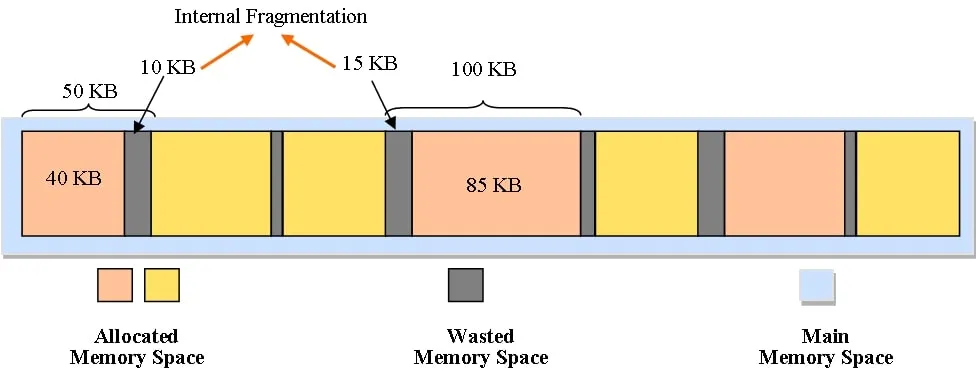 Internal Fragmentation
10 KB
15 KB
100 KB
50 KB
40 KB
85 KB
Allocated
Memory Space
Wasted
Memory Space
Main
Memory Space